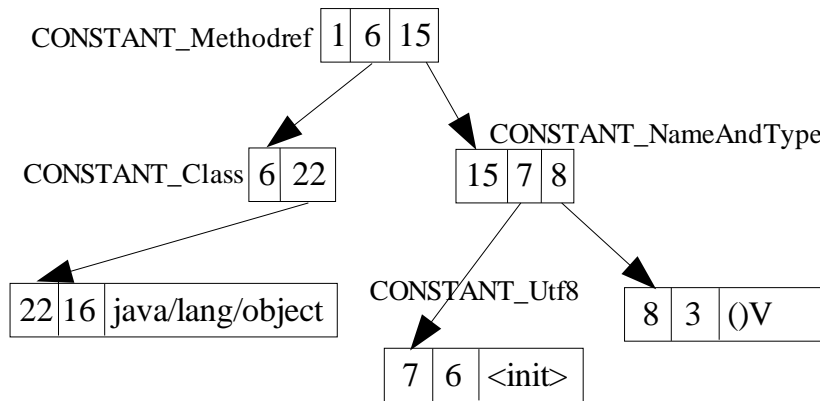 CONSTANT_Methodref 1 6 15
CONSTANT_NameAndType
CONSTANT_Class 6 22
15 7 8
CONSTANT_Utf8
22 16 java/lang/object
8 3 ()V
7 6 <init>